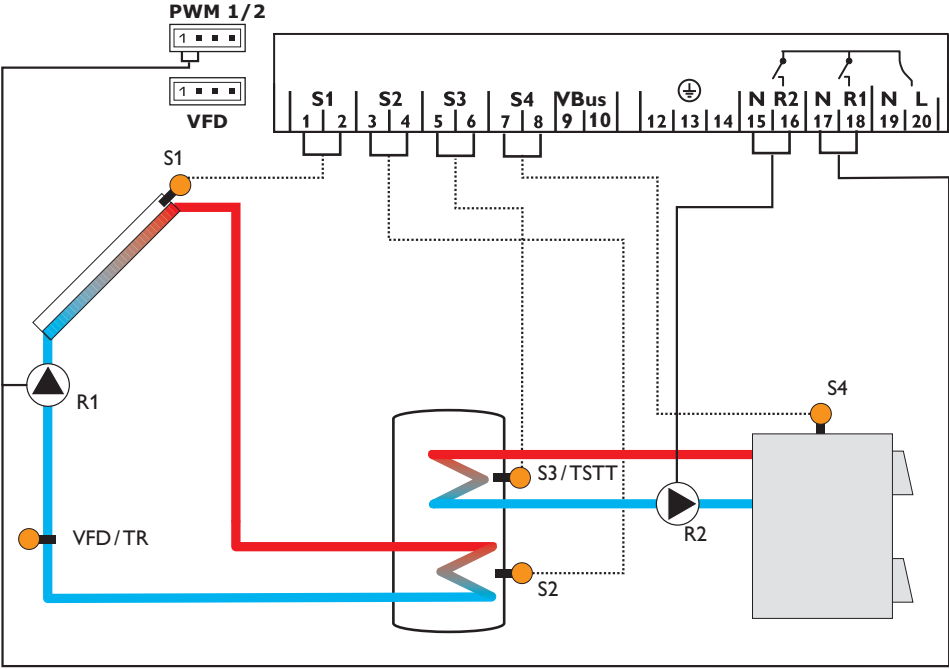 PWM 1/2
1
1
VFD
S1 S2 S3 S4 VBus N R2 N R1 N L
1 2 3 4 5 6 7 8 9 10 12 13 14 15 16 17 18 19 20
S1
R1
S4
S3/TSTT
R2
VFD/TR
S2